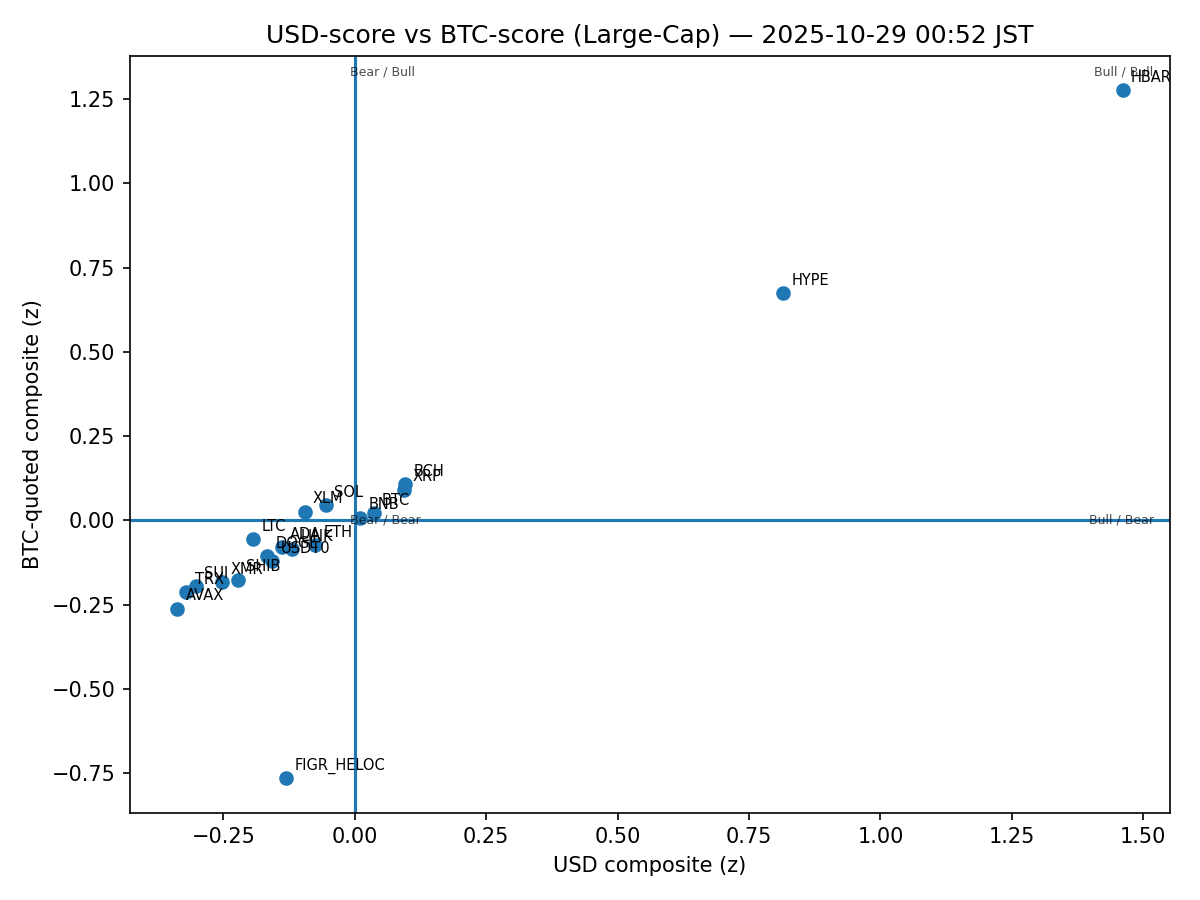 USD-score vs BTC-score (Large-Cap) — 2025-10-29 00:52 JST
Bear / Bull
Bull / Bull
HBAR
1.25
1.00
0.75
HYPE
0.50
0.25
BCH
XRP
SOL
XLM
BTC
BNB
0.00
Bear / Bear
Bull / Bear
LTC
ETH
ADA
LINK
DOGE
USDT0
SHIB
XMR
SUI
TRX
AVAX
−0.25
−0.50
−0.75
FIGR_HELOC
−0.25
0.00
0.25
0.50
0.75
1.00
1.25
1.50
USD composite (z)
BTC-quoted composite (z)